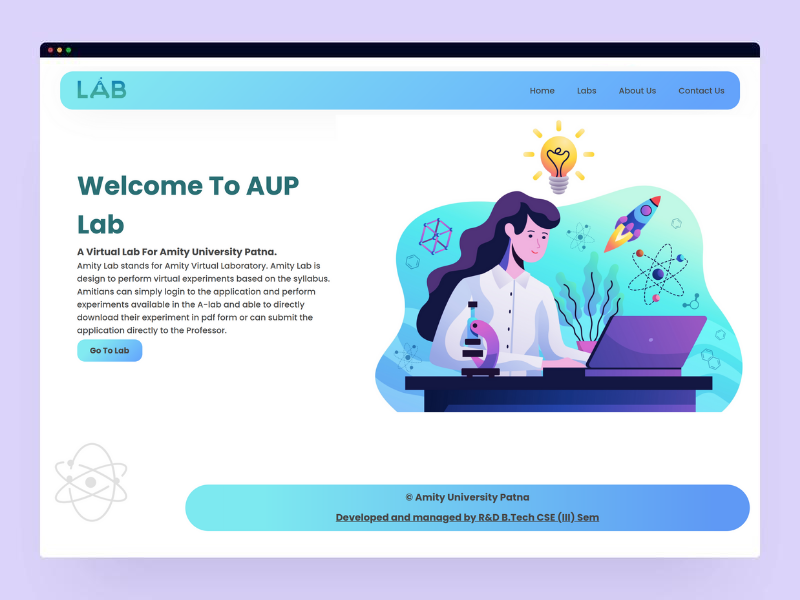 LAB
Home Labs About Us Contact Us
Welcome To AUP
Lab
A Virtual Lab For Amity University Patna.
Amity Lab stands for Amity Virtual Laboratory. Amity Lab is
design to perform virtual experiments based on the syllabus.
Amitians can simply login to the application and perform
experiments available in the A-lab and able to directly
download their experiment in pdf form or can submit the
application directly to the Professor.
Go To Lab
© Amity University Patna
Developed and managed by R&D B.Tech CSE (III) Sem